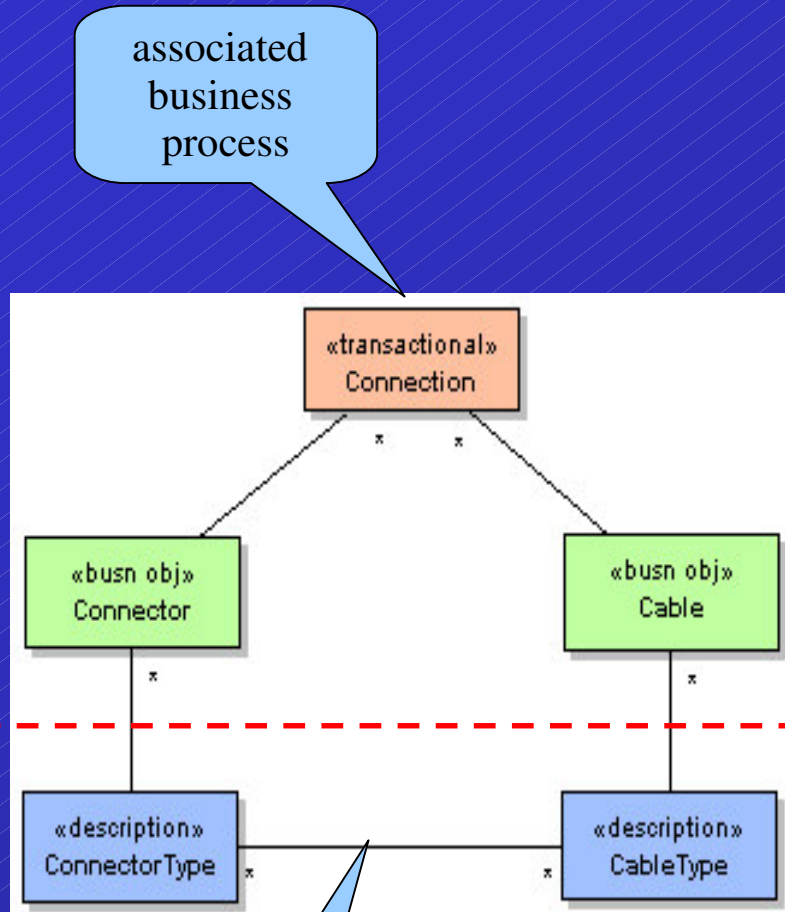 associated
business
process
«transactional»
Connection
* *
«busn obj»
Connector
*
«busn obj»
Cable
*
«description»
ConnectorType
*
«description»
CableType
*